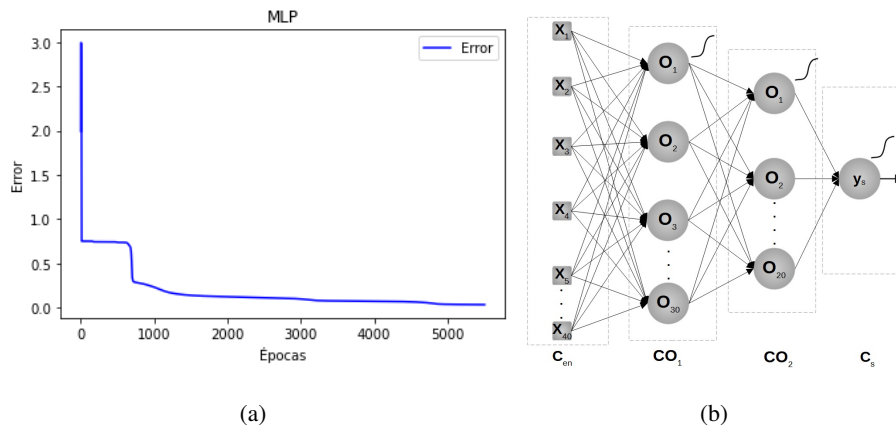 MLP
Error
3.0
2.5
2.0
1.5
1.0
0.5
0.0
Error
0
1000
2000
3000
4000
5000
Épocas
(a)
X1
X2
X3
X4
X5
X40
Cen
O1
O2
O3
O30
CO1
O1
O2
O20
CO2
ys
Cs
(b)